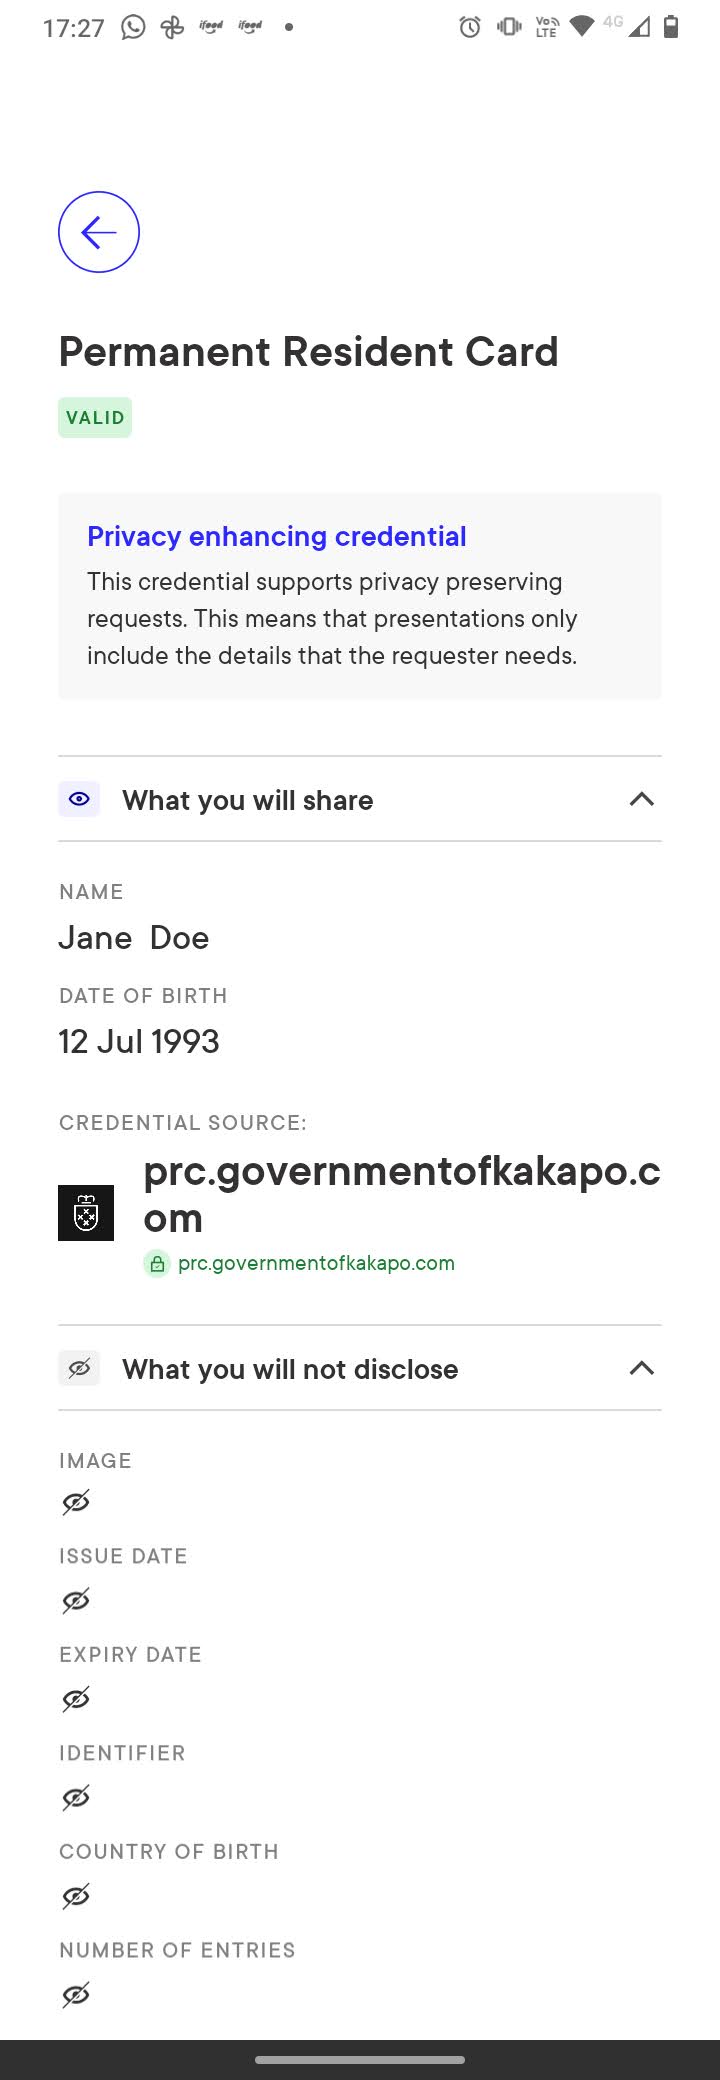 17:27 ifood ifood Vo LTE 4G
Permanent Resident Card
VALID
Privacy enhancing credential
This credential supports privacy preserving
requests. This means that presentations only
include the details that the requester needs.
What you will share
NAME
Jane  Doe
DATE OF BIRTH
12 Jul 1993
CREDENTIAL SOURCE:
prc.governmentofkakapo.c
om
prc.governmentofkakapo.com
What you will not disclose
IMAGE
ISSUE DATE
EXPIRY DATE
IDENTIFIER
COUNTRY OF BIRTH
NUMBER OF ENTRIES